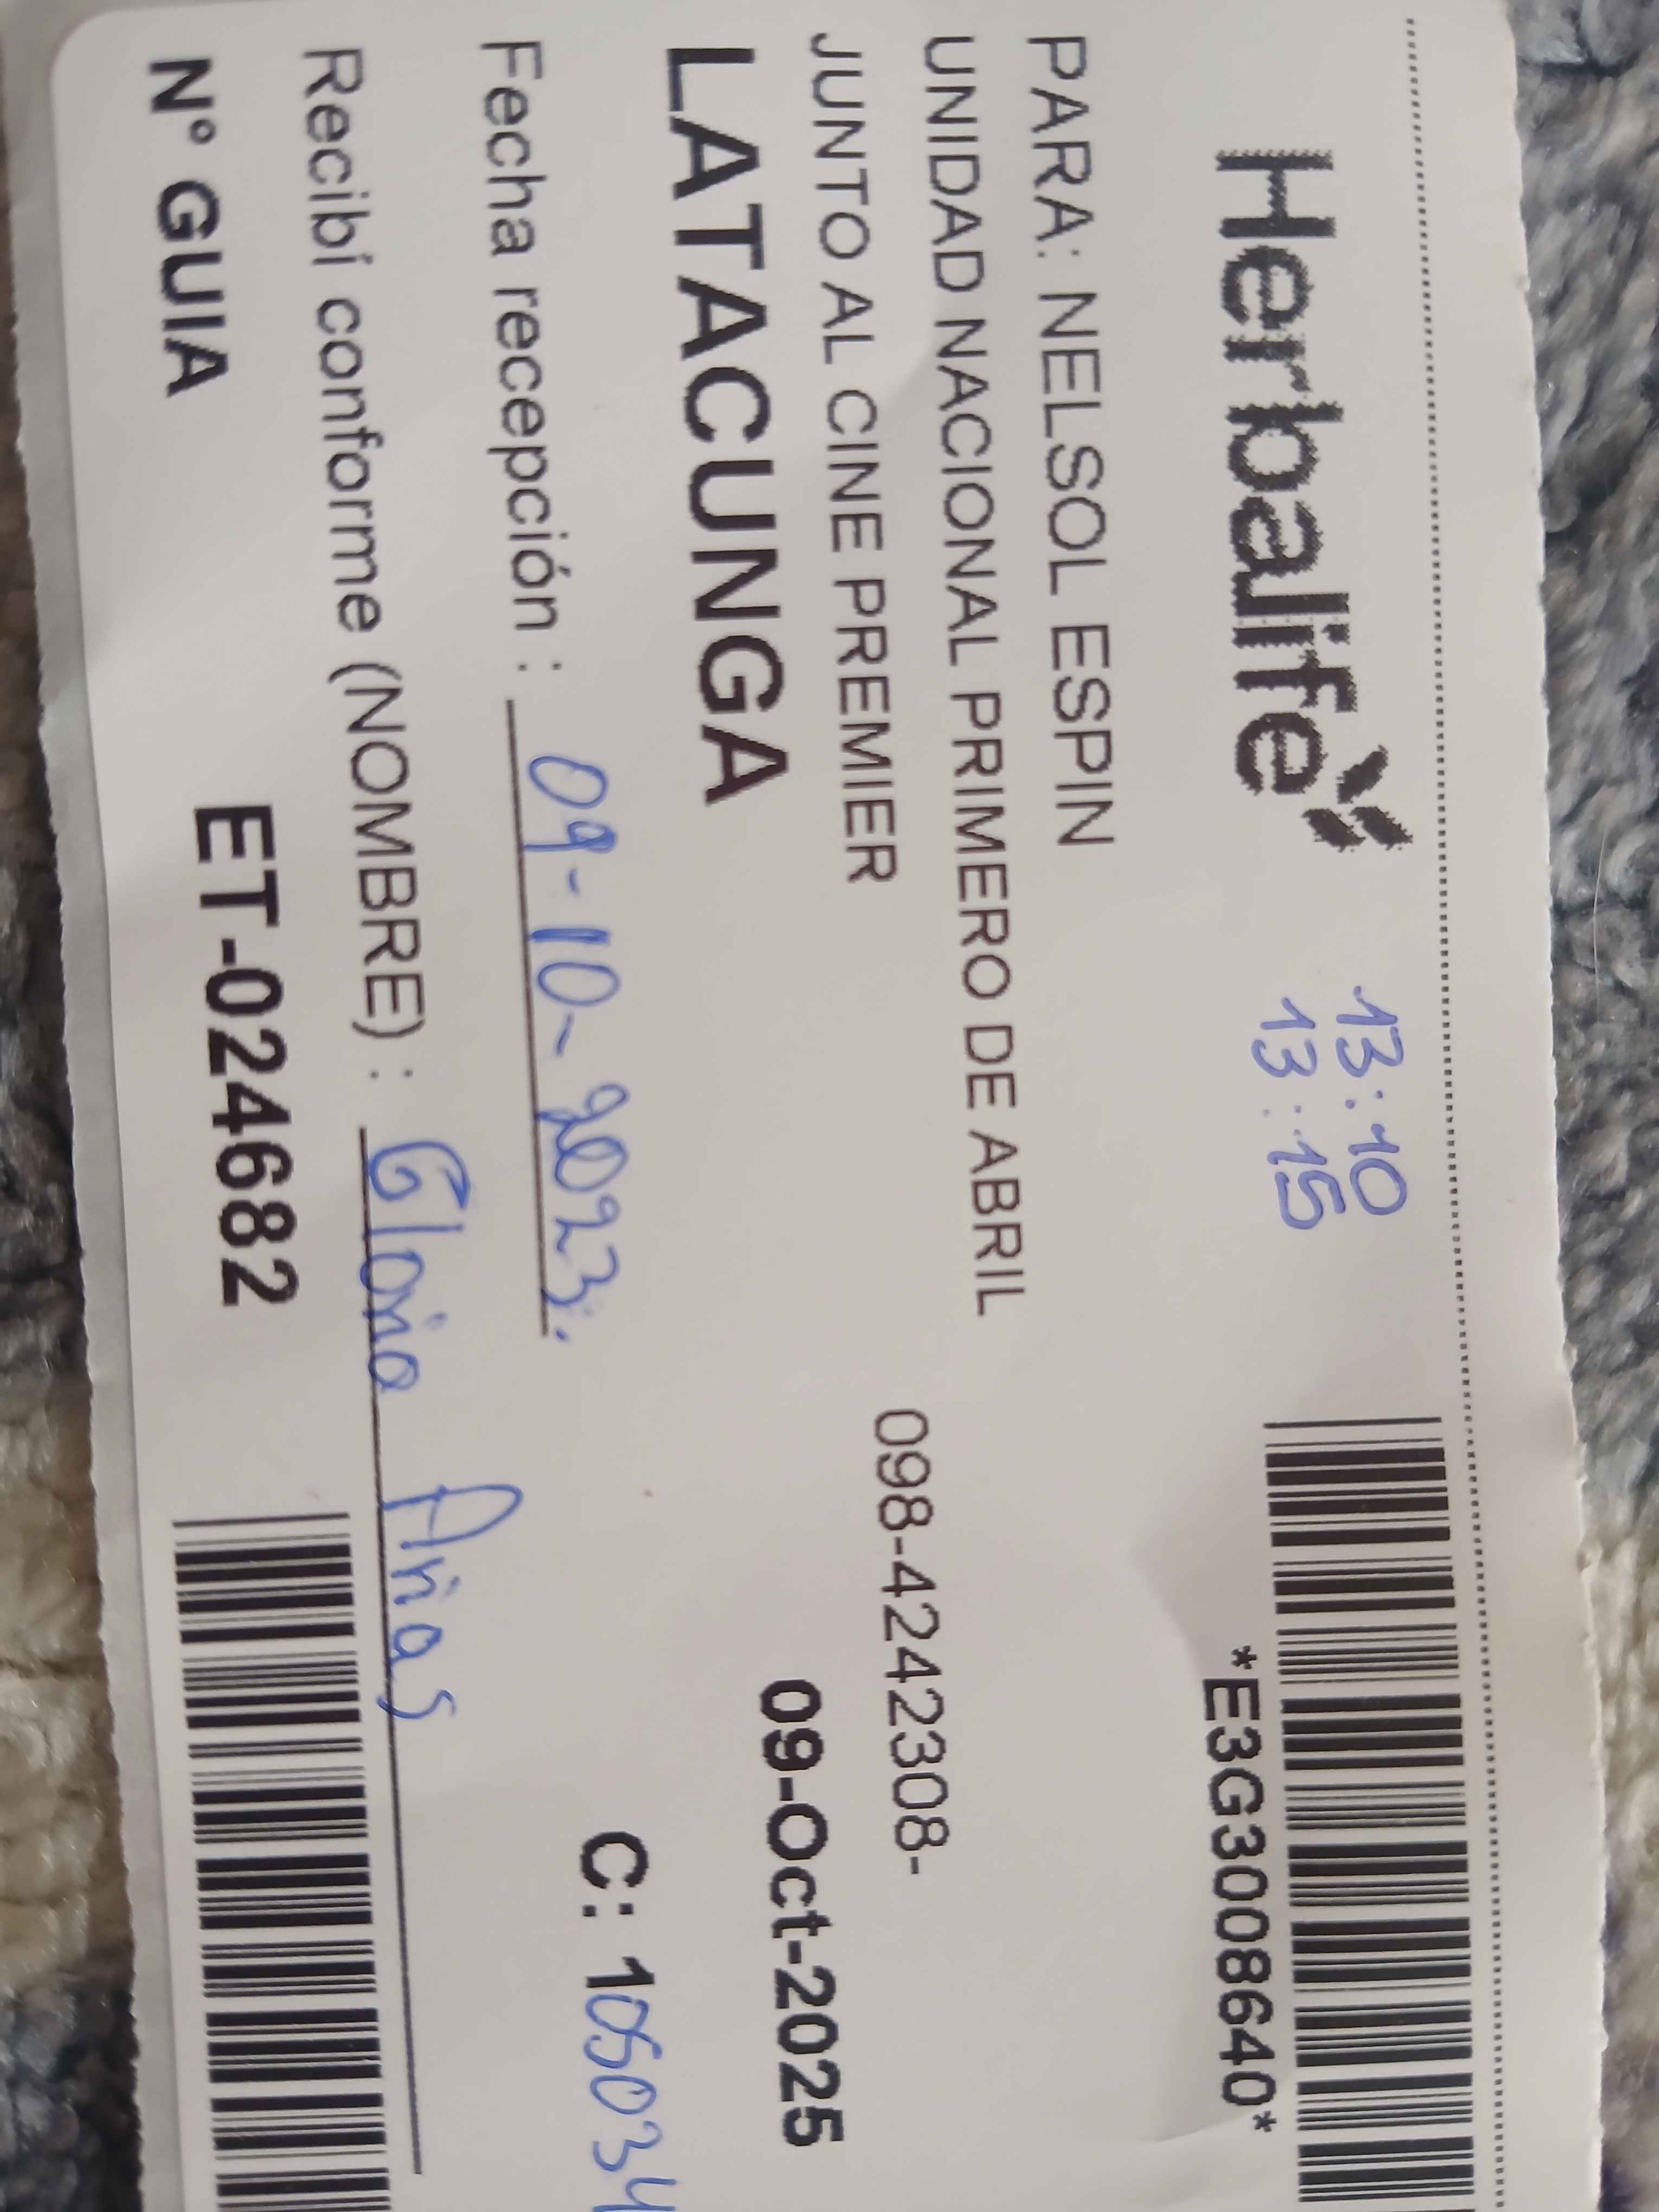 Herbalife
13:10
13:15
*E3G3008640*
PARA: NELSOL ESPIN
UNIDAD NACIONAL PRIMERO DE ABRIL
JUNTO AL CINE PREMIER
098-4242308-
LATACUNGA
09-Oct-2025
Fecha recepción : 09-10-2023.
C: 105034
Recibí conforme (NOMBRE) : Gloria Arias
N° GUIA ET-024682